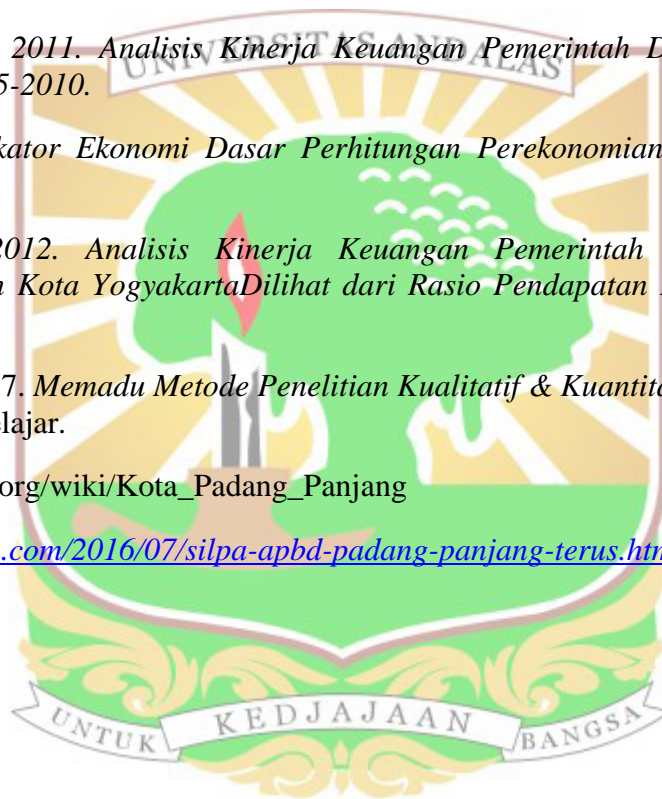 2011. Analisis Kinerja Keuangan Pemerintah D
UNIVERSITAS ANDALAS
5-2010.
kator Ekonomi Dasar Perhitungan Perekonomian
2012. Analisis Kinerja Keuangan Pemerintah
n Kota YogyakartaDilihat dari Rasio Pendapatan
7. Memadu Metode Penelitian Kualitatif & Kuantita
elajar.
org/wiki/Kota_Padang_Panjang
.com/2016/07/silpa-apbd-padang-panjang-terus.htm
UNTUK KEDJAJAAN BANGSA